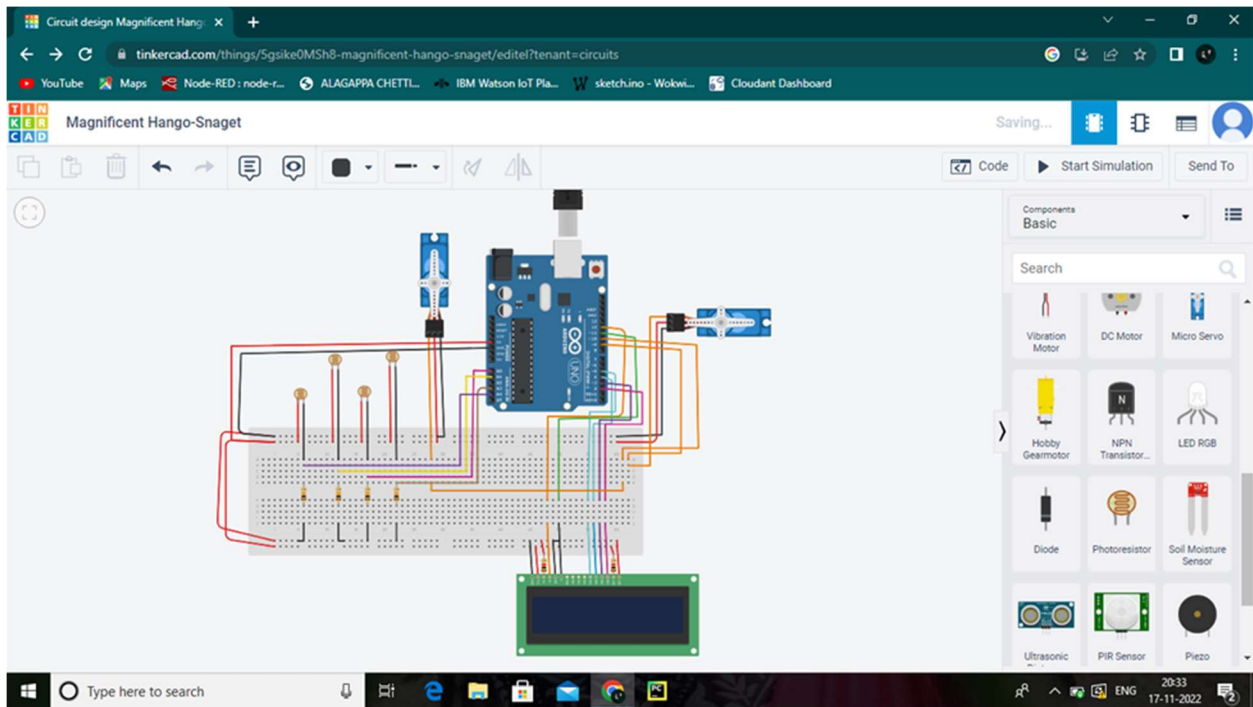 Circuit design Magnificent Hang
tinkercad.com/things/5gsike0MSh8-magnificent-hango-snaget/editel?tenant=circuits
YouTube
Maps
Node-RED : node-r...
ALAGAPPA CHETTI...
IBM Watson IoT Pla...
sketch.ino - Wokwi...
Cloudant Dashboard
TIN
KER
CAD
Magnificent Hango-Snaget
Saving...
Code
Start Simulation
Send To
Components
Basic
Search
Vibration
Motor
DC Motor
Micro Servo
Hobby
Gearmotor
N
NPN
Transistor...
LED RGB
Diode
Photoresistor
Soil Moisture
Sensor
Ultrasonic
PIR Sensor
Piezo
UNO
ARDUINO
Type here to search
PC
ENG
20:33
17-11-2022
2